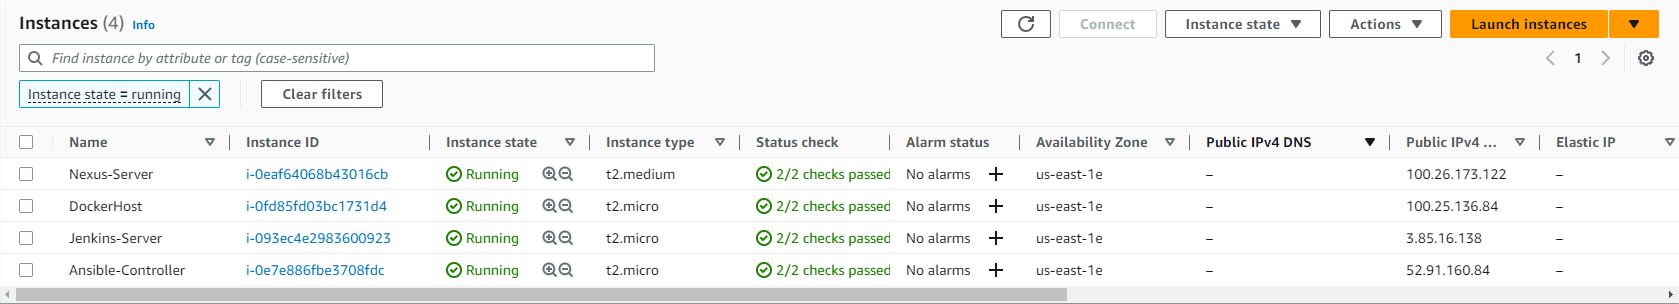 Instances (4) Info Connect Instance state Actions Launch instances
Find instance by attribute or tag (case-sensitive) 1
Instance state = running Clear filters
Name Instance ID Instance state Instance type Status check Alarm status Availability Zone Public IPv4 DNS Public IPv4 ... Elastic IP
Nexus-Server i-0eaf64068b43016cb Running t2.medium 2/2 checks passed No alarms + us-east-1e – 100.26.173.122 –
DockerHost i-0fd85fd03bc1731d4 Running t2.micro 2/2 checks passed No alarms + us-east-1e – 100.25.136.84 –
Jenkins-Server i-093ec4e2983600923 Running t2.micro 2/2 checks passed No alarms + us-east-1e – 3.85.16.138 –
Ansible-Controller i-0e7e886fbe3708fdc Running t2.micro 2/2 checks passed No alarms + us-east-1e – 52.91.160.84 –